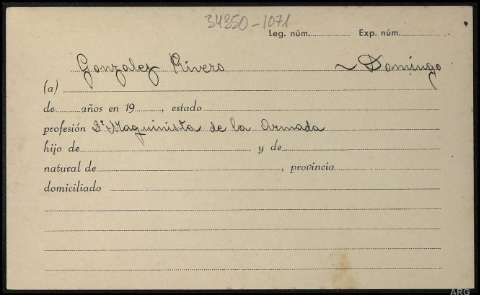 34350-1071
Leg. núm. Exp. núm.
Gonzalez Rivero ~ Domingo
(a)
de años en 19 , estado
profesión 2º Maquinista de la Armada
hijo de y de
natural de , provincia
domiciliado
ARG